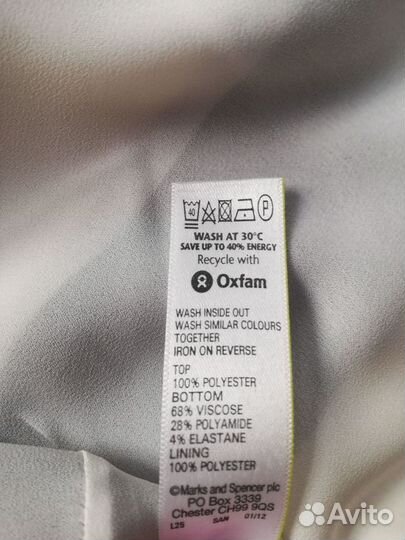 40 P
WASH AT 30°C
SAVE UP TO 40% ENERGY
Recycle with
Oxfam
WASH INSIDE OUT
WASH SIMILAR COLOURS
TOGETHER
IRON ON REVERSE
TOP
100% POLYESTER
BOTTOM
68% VISCOSE
28% POLYAMIDE
4% ELASTANE
LINING
100% POLYESTER
©Marks and Spencer plc
PO Box 3339
Chester CH99 9QS
L25 SAN 01/12
Avito